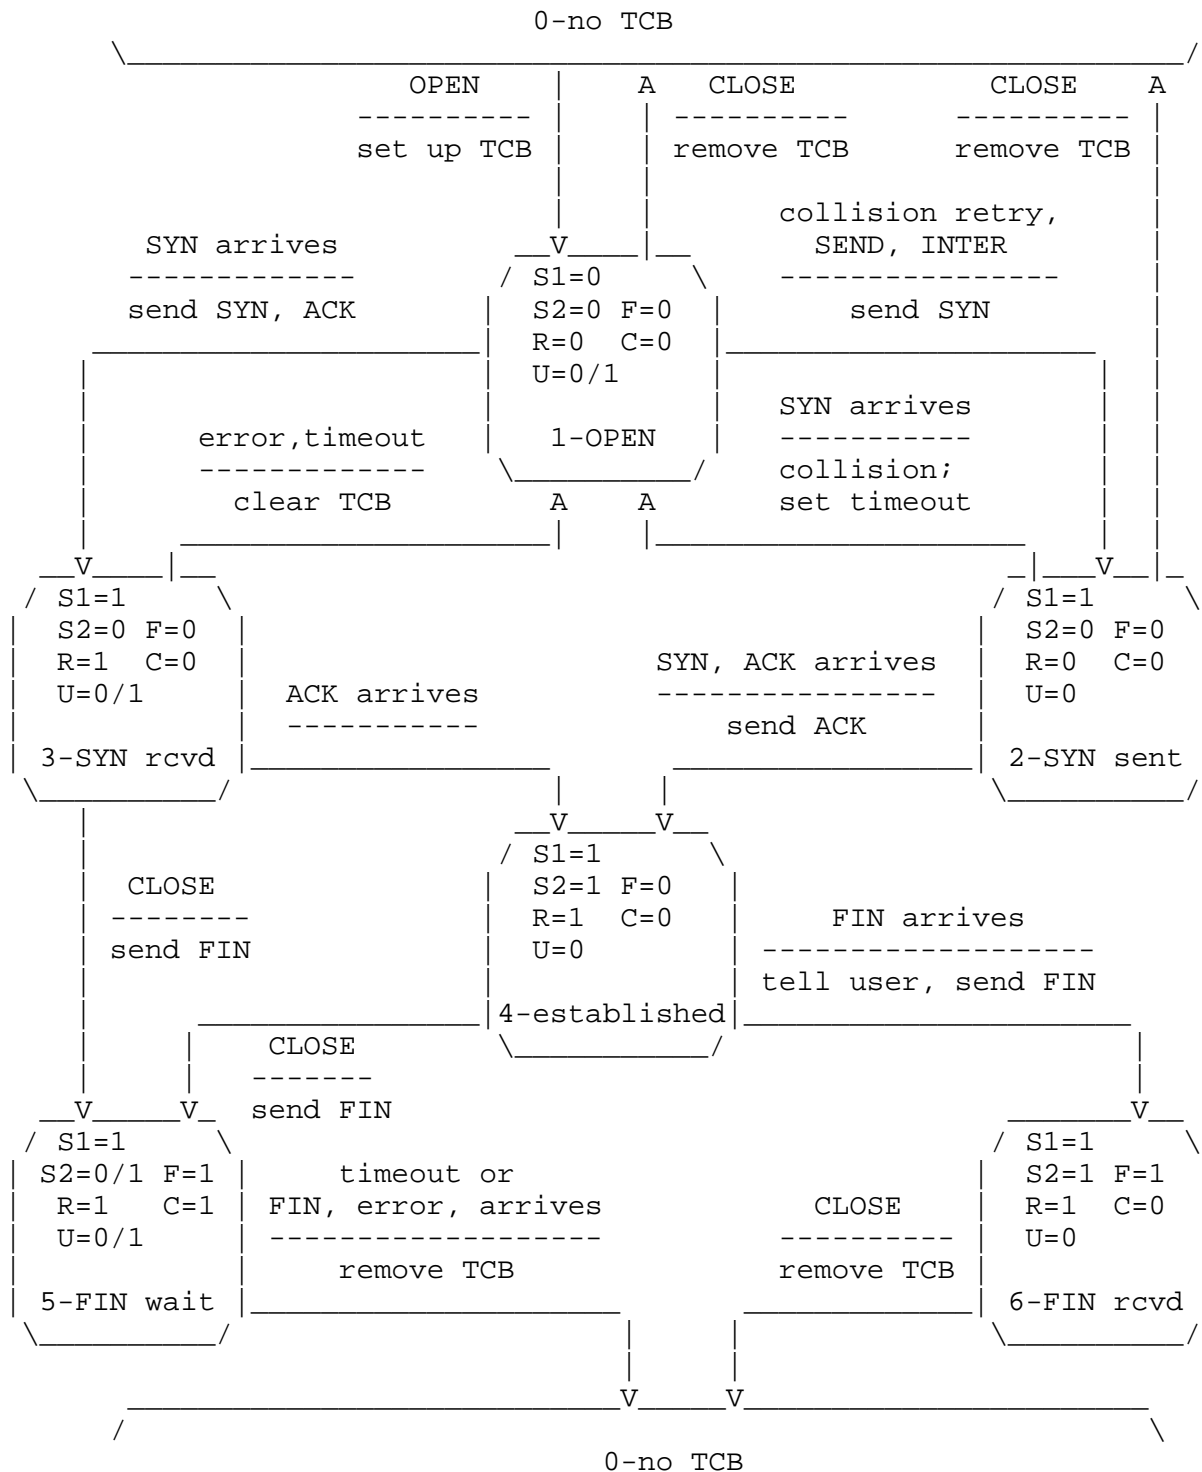 0-no TCB
OPEN A CLOSE CLOSE A
---------- ---------- ----------
set up TCB remove TCB remove TCB
collision retry,
SYN arrives V SEND, INTER
------------- S1=0 ----------------
send SYN, ACK S2=0 F=0 send SYN
R=0 C=0
U=0/1
SYN arrives
error,timeout 1-OPEN -----------
------------- collision;
clear TCB A A set timeout
V V
S1=1 S1=1
S2=0 F=0 S2=0 F=0
R=1 C=0 SYN, ACK arrives R=0 C=0
U=0/1 ACK arrives ---------------- U=0
----------- send ACK
3-SYN rcvd 2-SYN sent
V V
S1=1
CLOSE S2=1 F=0
-------- R=1 C=0 FIN arrives
send FIN U=0 -------------------
tell user, send FIN
4-established
CLOSE
-------
V V send FIN V
S1=1 S1=1
S2=0/1 F=1 timeout or S2=1 F=1
R=1 C=1 FIN, error, arrives CLOSE R=1 C=0
U=0/1 ------------------- ---------- U=0
remove TCB remove TCB
5-FIN wait 6-FIN rcvd
V V
0-no TCB